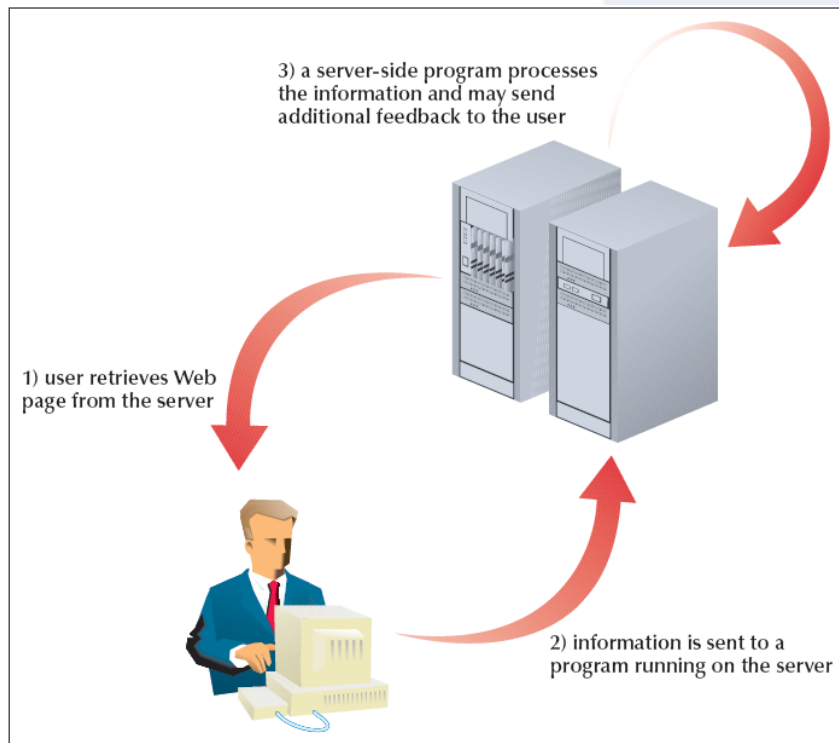 3) a server-side program processes
the information and may send
additional feedback to the user
1) user retrieves Web
page from the server
2) information is sent to a
program running on the server